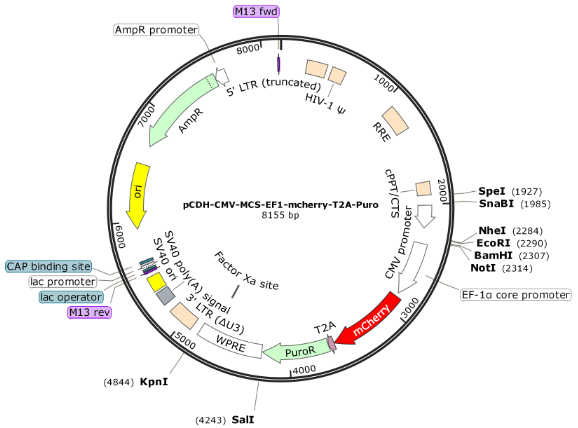 M13 fwd
AmpR promoter
8000
5' LTR (truncated)
HIV-1 Ψ
1000
7000
AmpR
RRE
ori
cPPT/CTS
SpeI (1927)
2000
SnaBI (1985)
pCDH-CMV-MCS-EF1-mcherry-T2A-Puro
8155 bp
6000
CMV promoter
NheI (2284)
EcoRI (2290)
BamHI (2307)
NotI (2314)
CAP binding site
lac promoter
lac operator
M13 rev
SV40 poly(A) signal
SV40 ori
Factor Xa site
EF-1α core promoter
3' LTR (ΔU3)
3000
T2A
mCherry
5000
WPRE
PuroR
4000
(4844) KpnI
(4243) SalI